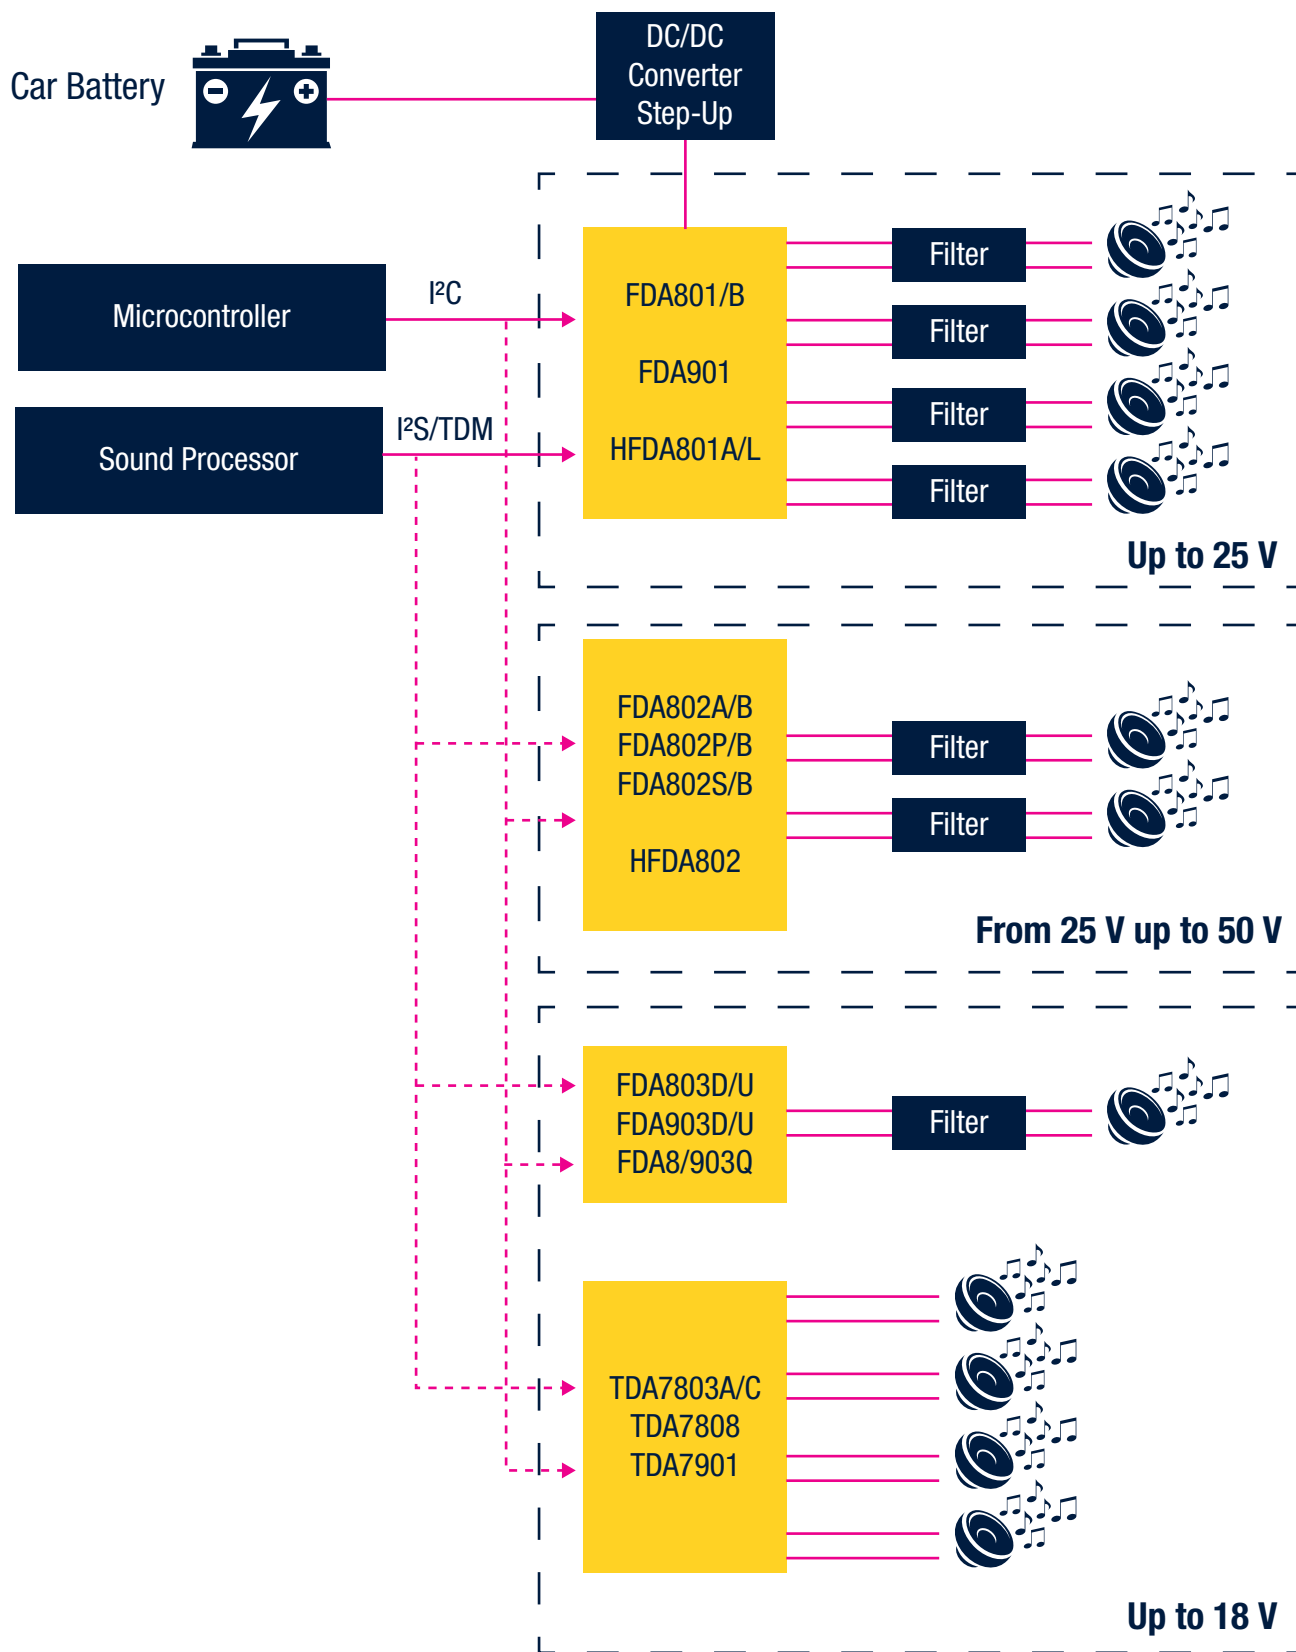 DC/DC
Converter
Step-Up
Car Battery
Microcontroller
I²C
Sound Processor
I²S/TDM
FDA801/B
FDA901
HFDA801A/L
Filter
Filter
Filter
Filter
Up to 25 V
FDA802A/B
FDA802P/B
FDA802S/B
HFDA802
Filter
Filter
From 25 V up to 50 V
FDA803D/U
FDA903D/U
FDA8/903Q
Filter
TDA7803A/C
TDA7808
TDA7901
Up to 18 V